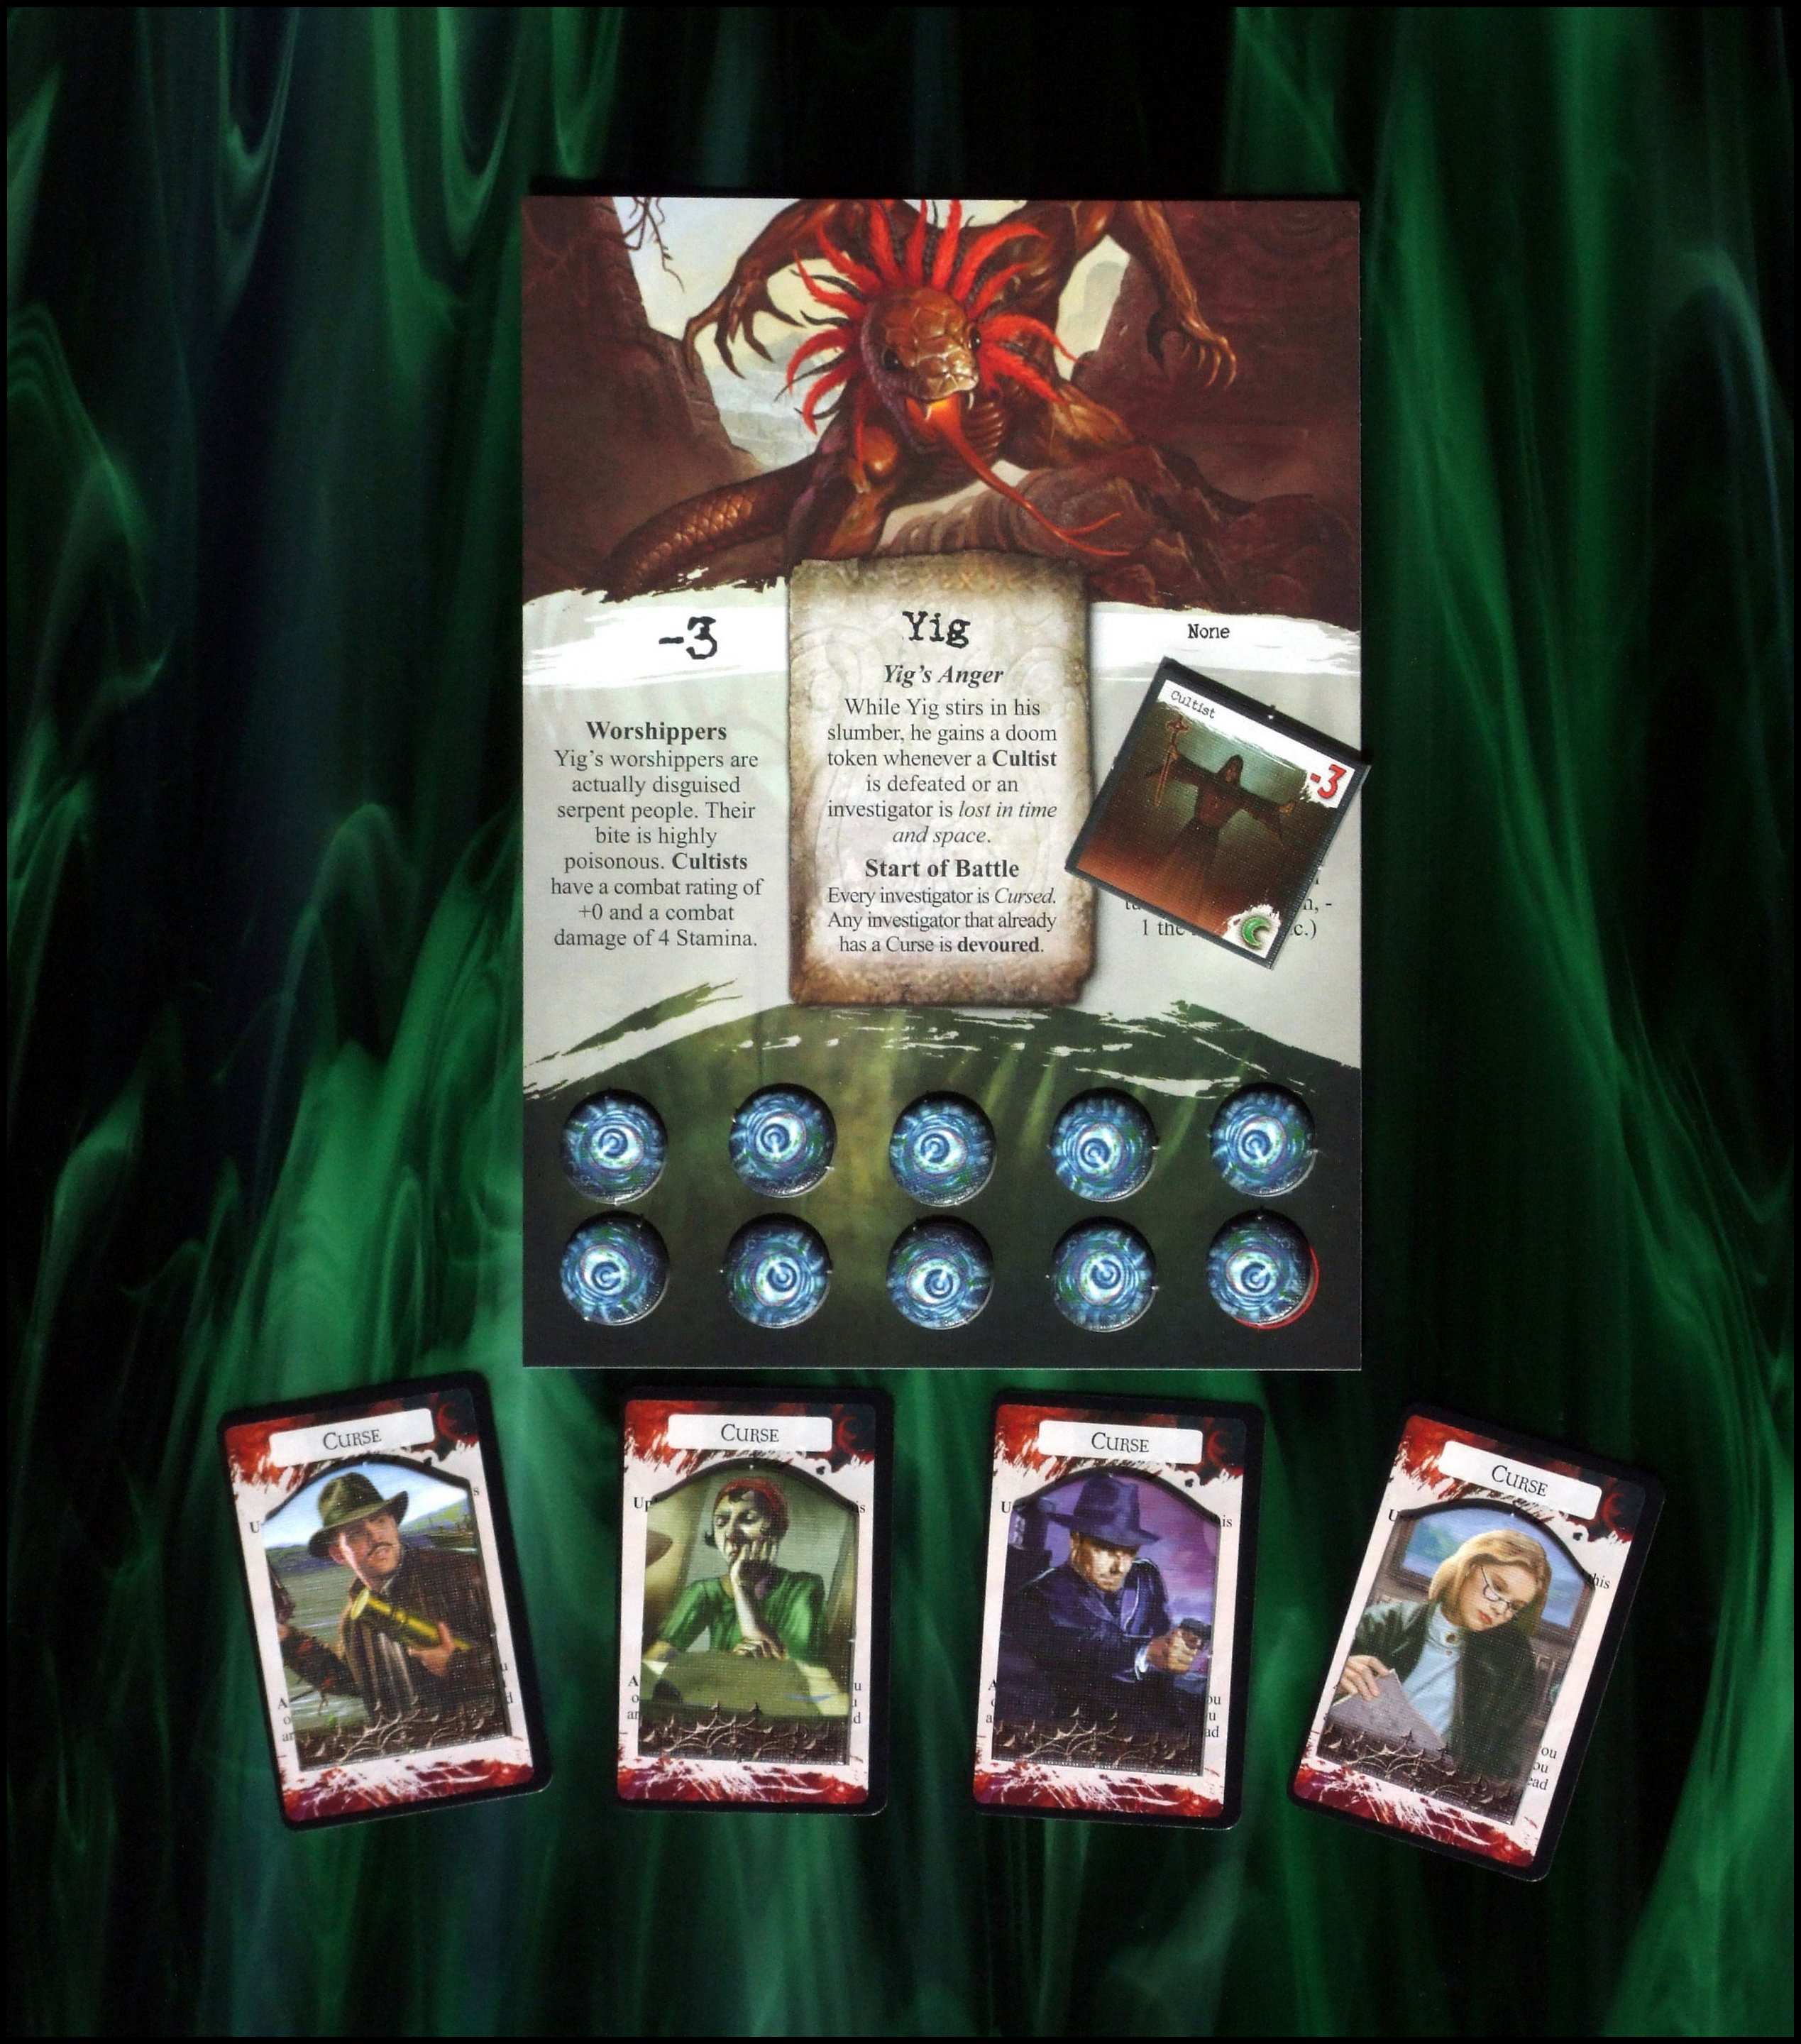 -3
Yig
None
Yig's Anger
While Yig stirs in his
slumber, he gains a doom
token whenever a Cultist
is defeated or an
investigator is lost in time
and space.
Start of Battle
Every investigator is Cursed.
Any investigator that already
has a Curse is devoured.
Worshippers
Yig's worshippers are
actually disguised
serpent people. Their
bite is highly
poisonous. Cultists
have a combat rating of
+0 and a combat
damage of 4 Stamina.
Cultist
-3
1 the
CURSE
CURSE
CURSE
CURSE
this